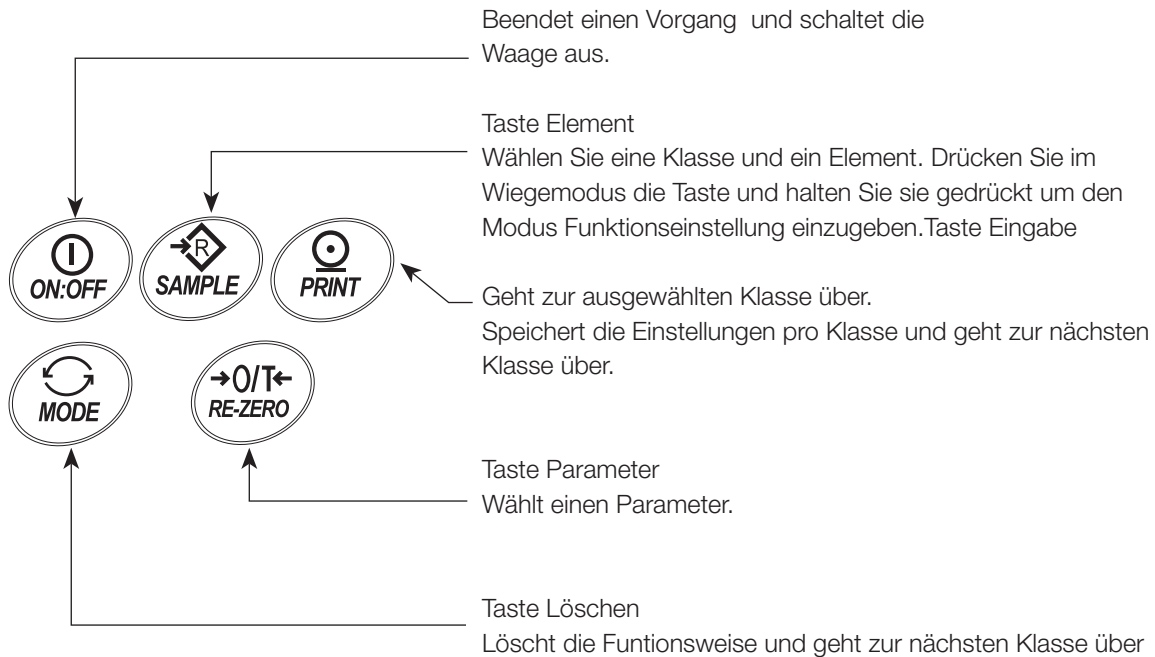 Beendet einen Vorgang  und schaltet die
Waage aus.
Taste Element
Wählen Sie eine Klasse und ein Element. Drücken Sie im
Wiegemodus die Taste und halten Sie sie gedrückt um den
Modus Funktionseinstellung einzugeben.Taste Eingabe
ON:OFF
R
SAMPLE
PRINT
Geht zur ausgewählten Klasse über.
Speichert die Einstellungen pro Klasse und geht zur nächsten
Klasse über.
MODE
→0/T←
RE-ZERO
Taste Parameter
Wählt einen Parameter.
Taste Löschen
Löscht die Funtionsweise und geht zur nächsten Klasse über